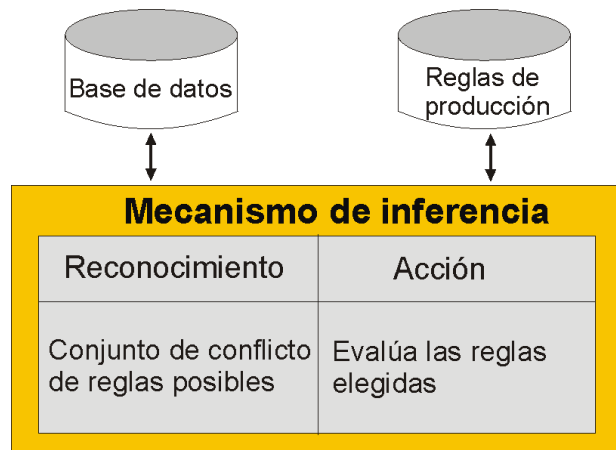 Base de datos
Reglas de
producción
Mecanismo de inferencia
Reconocimiento
Acción
Conjunto de conflicto
de reglas posibles
Evalúa las reglas
elegidas